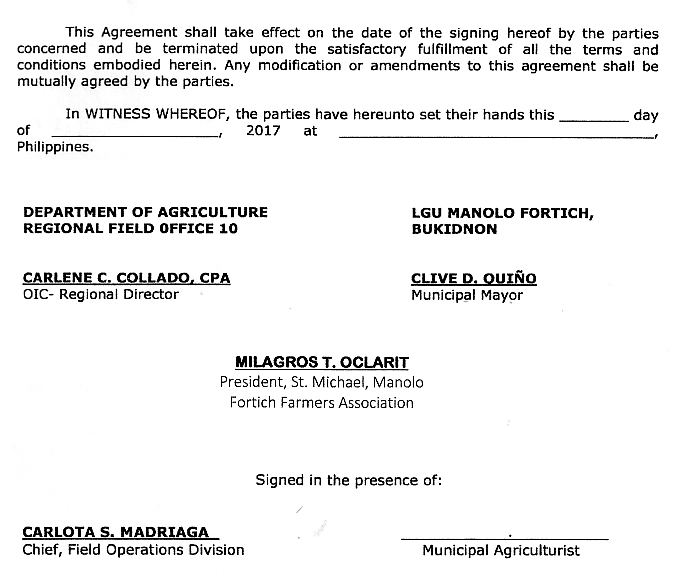 This Agreement shall take effect on the date of the signing hereof by the parties
concerned and be terminated upon the satisfactory fulfillment of all the terms and
conditions embodied herein. Any modification or amendments to this agreement shall be
mutually agreed by the parties.
In WITNESS WHEREOF, the parties have hereunto set their hands this ________ day
of ____________________, 2017 at ______________________________________,
Philippines.
DEPARTMENT OF AGRICULTURE
REGIONAL FIELD OFFICE 10
LGU MANOLO FORTICH,
BUKIDNON
CARLENE C. COLLADO, CPA
OIC- Regional Director
CLIVE D. QUIÑO
Municipal Mayor
MILAGROS T. OCLARIT
President, St. Michael, Manolo
Fortich Farmers Association
Signed in the presence of:
CARLOTA S. MADRIAGA
Chief, Field Operations Division
_________________________
Municipal Agriculturist